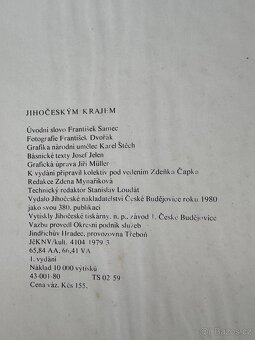 JIHOČESKÝM KRAJEM
Úvodní slovo František Samec
Fotografie František Dvořák
Grafika národní umělec Karel Štěch
Básnické texty Josef Jelen
Grafická úprava Jiří Müller
K vydání připravil kolektiv pod vedením Zdeňka Čapka
Redakce Zdena Mynaříková
Technický redaktor Stanislav Loudát
Vydalo Jihočeské nakladatelství České Budějovice roku 1980
jako svou 380. publikaci
Vytiskly Jihočeské tiskárny, n. p., závod 1, České Budějovice
Vazbu provedl Okresní podnik služeb
Jindřichův Hradec, provozovna Třeboň
JéKNV/kult. 4104 1979 3
65,84 AA, 66,41 VA
1. vydání
Náklad 10 000 výtisků
43-001-80 TS 02 59
Cena váz. Kčs 155,